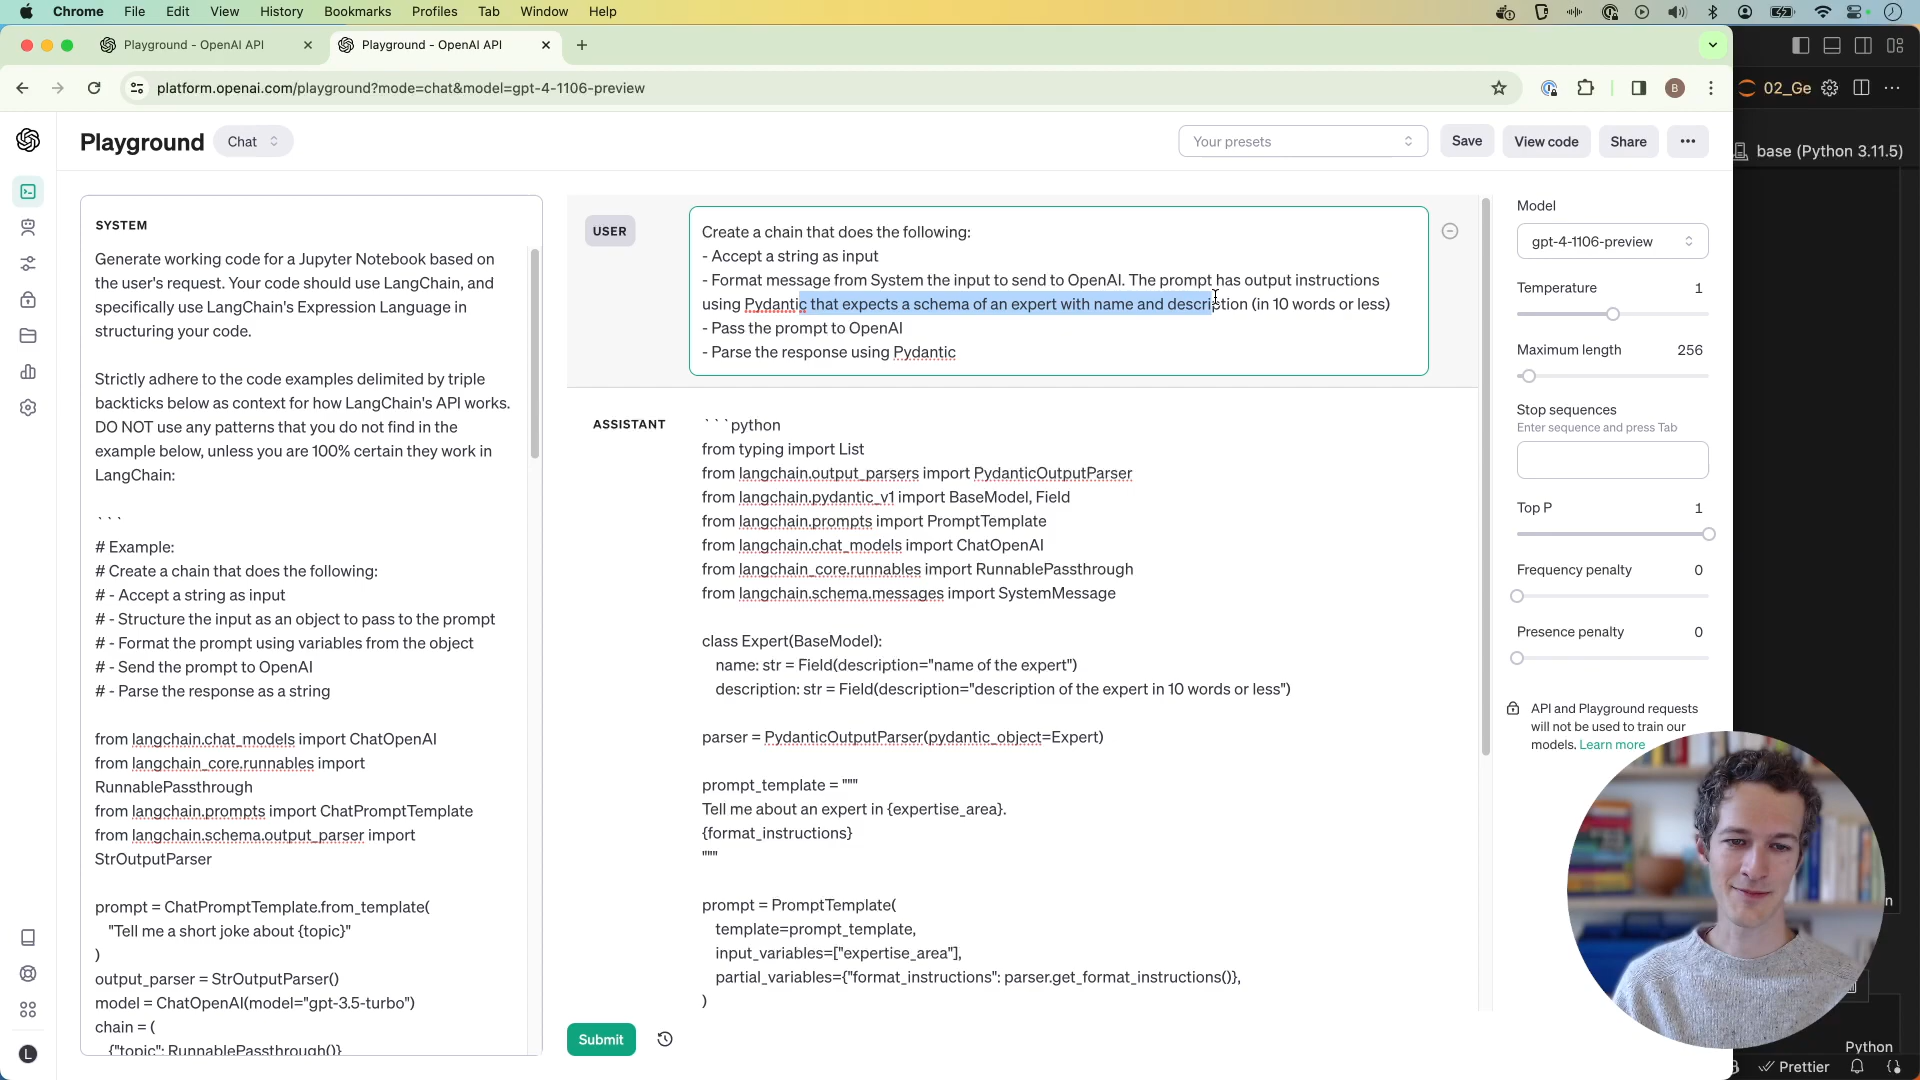 Chrome File Edit View History Bookmarks Profiles Tab Window Help
Playground - OpenAI API
Playground - OpenAI API
platform.openai.com/playground?mode=chat&model=gpt-4-1106-preview
B
02_Ge
base (Python 3.11.5)
Playground
Chat
Your presets
Save
View code
Share
SYSTEM
Generate working code for a Jupyter Notebook based on
the user's request. Your code should use LangChain, and
specifically use LangChain's Expression Language in
structuring your code.
Strictly adhere to the code examples delimited by triple
backticks below as context for how LangChain's API works.
DO NOT use any patterns that you do not find in the
example below, unless you are 100% certain they work in
LangChain:
```
# Example:
# Create a chain that does the following:
# - Accept a string as input
# - Structure the input as an object to pass to the prompt
# - Format the prompt using variables from the object
# - Send the prompt to OpenAI
# - Parse the response as a string
from langchain.chat_models import ChatOpenAI
from langchain_core.runnables import
RunnablePassthrough
from langchain.prompts import ChatPromptTemplate
from langchain.schema.output_parser import
StrOutputParser
prompt = ChatPromptTemplate.from_template(
"Tell me a short joke about {topic}"
)
output_parser = StrOutputParser()
model = ChatOpenAI(model="gpt-3.5-turbo")
chain = (
{"topic": RunnablePassthrough()}
USER
Create a chain that does the following:
- Accept a string as input
- Format message from System the input to send to OpenAI. The prompt has output instructions
using Pydantic that expects a schema of an expert with name and description (in 10 words or less)
- Pass the prompt to OpenAI
- Parse the response using Pydantic
ASSISTANT
```python
from typing import List
from langchain.output_parsers import PydanticOutputParser
from langchain.pydantic_v1 import BaseModel, Field
from langchain.prompts import PromptTemplate
from langchain.chat_models import ChatOpenAI
from langchain_core.runnables import RunnablePassthrough
from langchain.schema.messages import SystemMessage
class Expert(BaseModel):
name: str = Field(description="name of the expert")
description: str = Field(description="description of the expert in 10 words or less")
parser = PydanticOutputParser(pydantic_object=Expert)
prompt_template = """
Tell me about an expert in {expertise_area}.
{format_instructions}
"""
prompt = PromptTemplate(
template=prompt_template,
input_variables=["expertise_area"],
partial_variables={"format_instructions": parser.get_format_instructions()},
)
Submit
Model
gpt-4-1106-preview
Temperature 1
Maximum length 256
Stop sequences
Enter sequence and press Tab
Top P 1
Frequency penalty 0
Presence penalty 0
API and Playground requests
will not be used to train our
models. Learn more
L
n
Python
Prettier